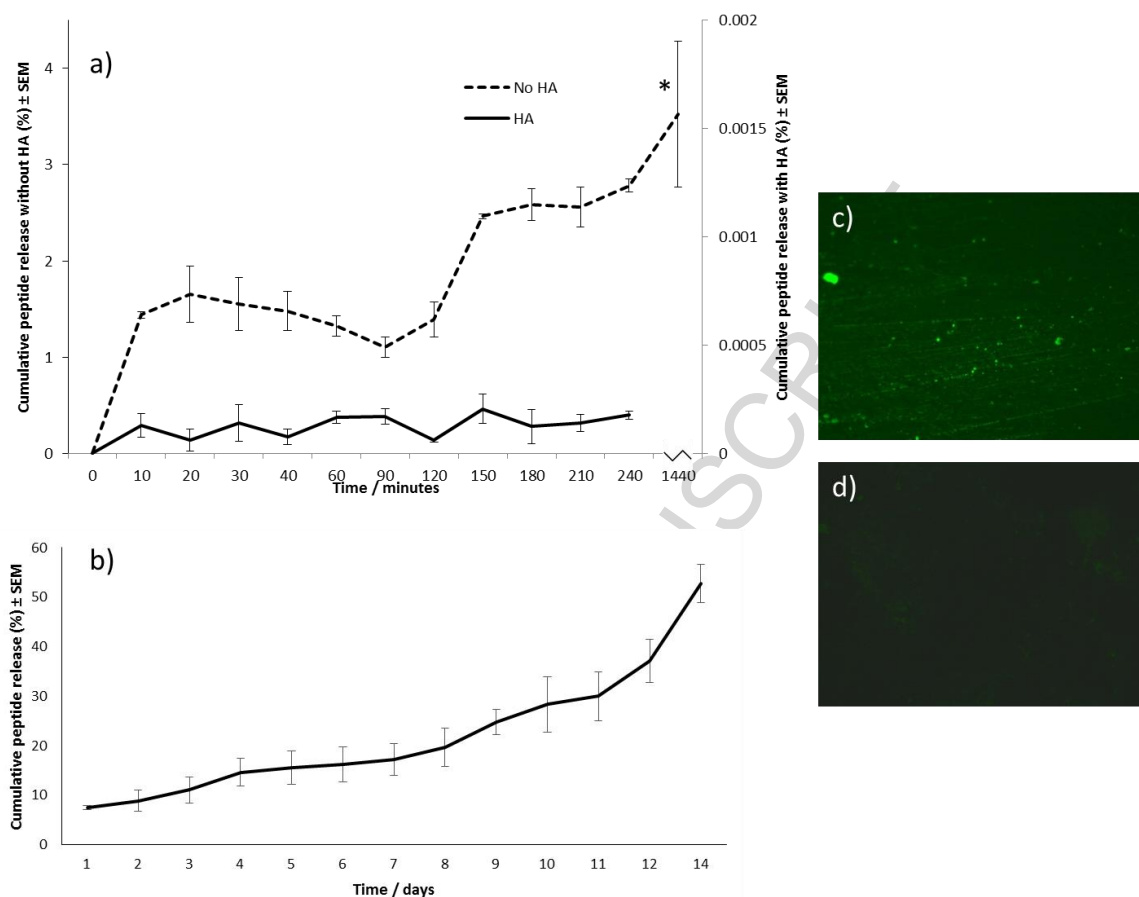 a)
Cumulative peptide release without HA (%) ± SEM
4
3
2
1
0
No HA
HA
*
0.002
0.0015
0.001
0.0005
0
Cumulative peptide release with HA (%) ± SEM
0 10 20 30 40 60 90 120 150 180 210 240 1440
Time / minutes
b)
Cumulative peptide release (%) ± SEM
60
50
40
30
20
10
0
1 2 3 4 5 6 7 8 9 10 11 12 14
Time / days
c)
d)